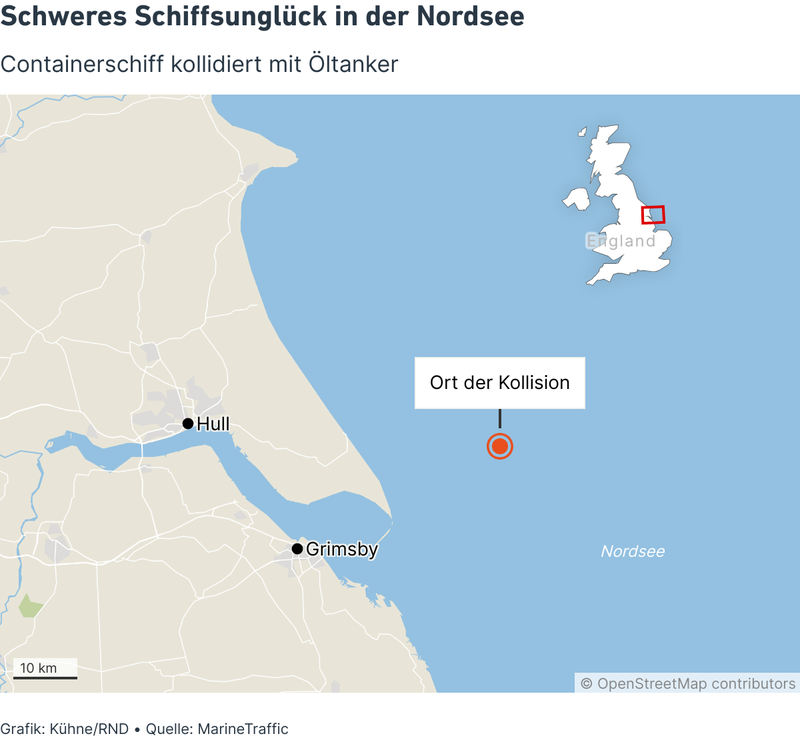 Schweres Schiffsunglück in der Nordsee
Containerschiff kollidiert mit Öltanker
England
Ort der Kollision
Hull
Grimsby
Nordsee
10 km
© OpenStreetMap contributors
Grafik: Kühne/RND • Quelle: MarineTraffic